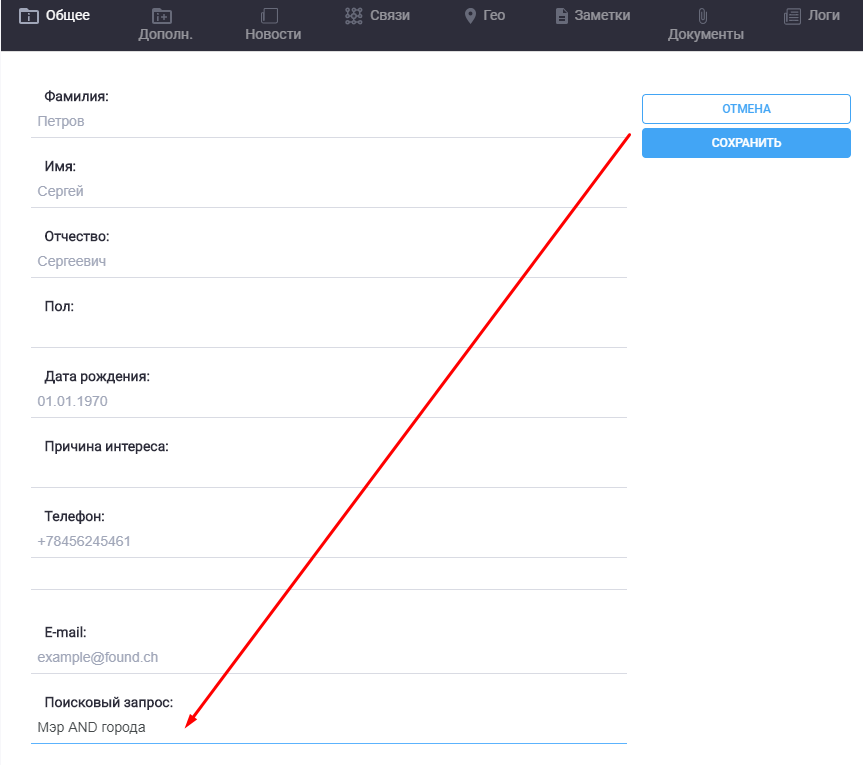 Общее
Дополн.
Новости
Связи
Гео
Заметки
Документы
Логи
Фамилия:
Петров
ОТМЕНА
СОХРАНИТЬ
Имя:
Сергей
Отчество:
Сергеевич
Пол:
Дата рождения:
01.01.1970
Причина интереса:
Телефон:
+78456245461
E-mail:
example@found.ch
Поисковый запрос:
Мэр AND города